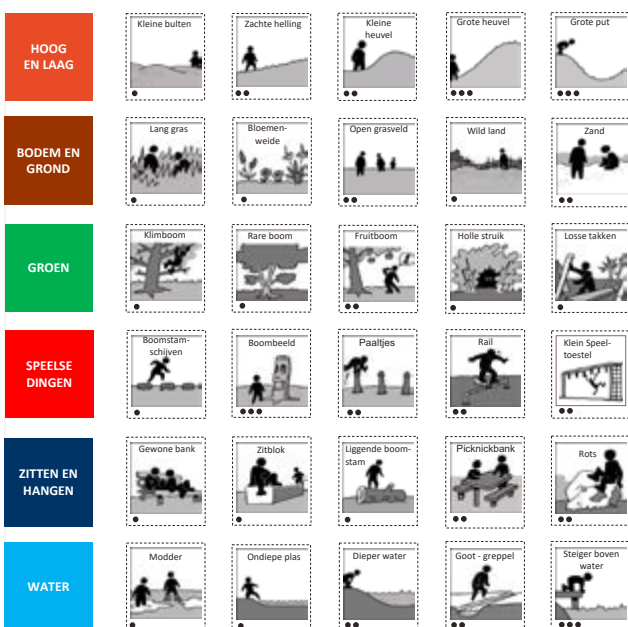 HOOG
EN LAAG
Kleine bulten
Zachte helling
Kleine
heuvel
Grote heuvel
Grote put
BODEM EN
GROND
Lang gras
Bloemen-
weide
Open grasveld
Wild land
Zand
GROEN
Klimboom
Rare boom
Fruitboom
Holle struik
Losse takken
SPEELSE
DINGEN
Boomstam-
schijven
Boombeeld
Paaltjes
Rail
Klein Speel-
toestel
ZITTEN EN
HANGEN
Gewone bank
Zitblok
Liggende boom-
stam
Picknickbank
Rots
WATER
Modder
Ondiepe plas
Dieper water
Goot - greppel
Steiger boven
water